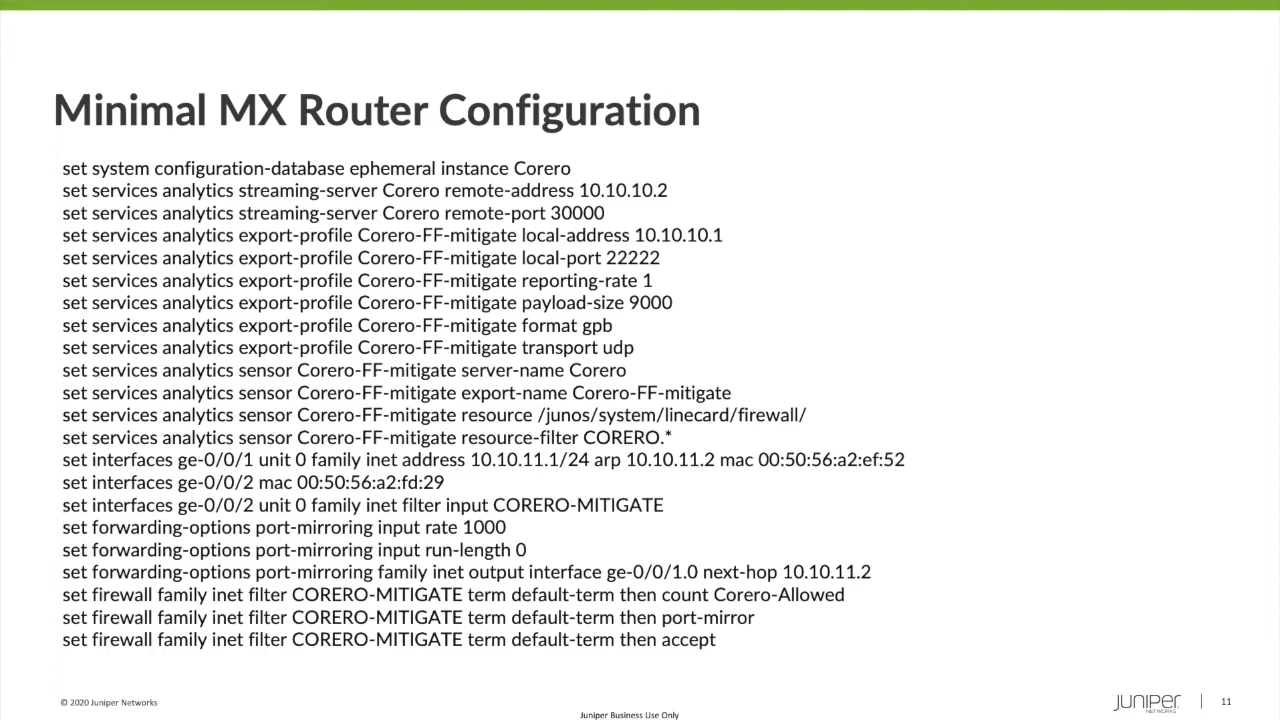 Minimal MX Router Configuration
set system configuration-database ephemeral instance Corero
set services analytics streaming-server Corero remote-address 10.10.10.2
set services analytics streaming-server Corero remote-port 30000
set services analytics export-profile Corero-FF-mitigate local-address 10.10.10.1
set services analytics export-profile Corero-FF-mitigate local-port 22222
set services analytics export-profile Corero-FF-mitigate reporting-rate 1
set services analytics export-profile Corero-FF-mitigate payload-size 9000
set services analytics export-profile Corero-FF-mitigate format gpb
set services analytics export-profile Corero-FF-mitigate transport udp
set services analytics sensor Corero-FF-mitigate server-name Corero
set services analytics sensor Corero-FF-mitigate export-name Corero-FF-mitigate
set services analytics sensor Corero-FF-mitigate resource /junos/system/linecard/firewall/
set services analytics sensor Corero-FF-mitigate resource-filter CORERO.*
set interfaces ge-0/0/1 unit 0 family inet address 10.10.11.1/24 arp 10.10.11.2 mac 00:50:56:a2:ef:52
set interfaces ge-0/0/2 mac 00:50:56:a2:fd:29
set interfaces ge-0/0/2 unit 0 family inet filter input CORERO-MITIGATE
set forwarding-options port-mirroring input rate 1000
set forwarding-options port-mirroring input run-length 0
set forwarding-options port-mirroring family inet output interface ge-0/0/1.0 next-hop 10.10.11.2
set firewall family inet filter CORERO-MITIGATE term default-term then count Corero-Allowed
set firewall family inet filter CORERO-MITIGATE term default-term then port-mirror
set firewall family inet filter CORERO-MITIGATE term default-term then accept
© 2020 Juniper Networks
JUNIPER
NETWORKS
11
Juniper Business Use Only